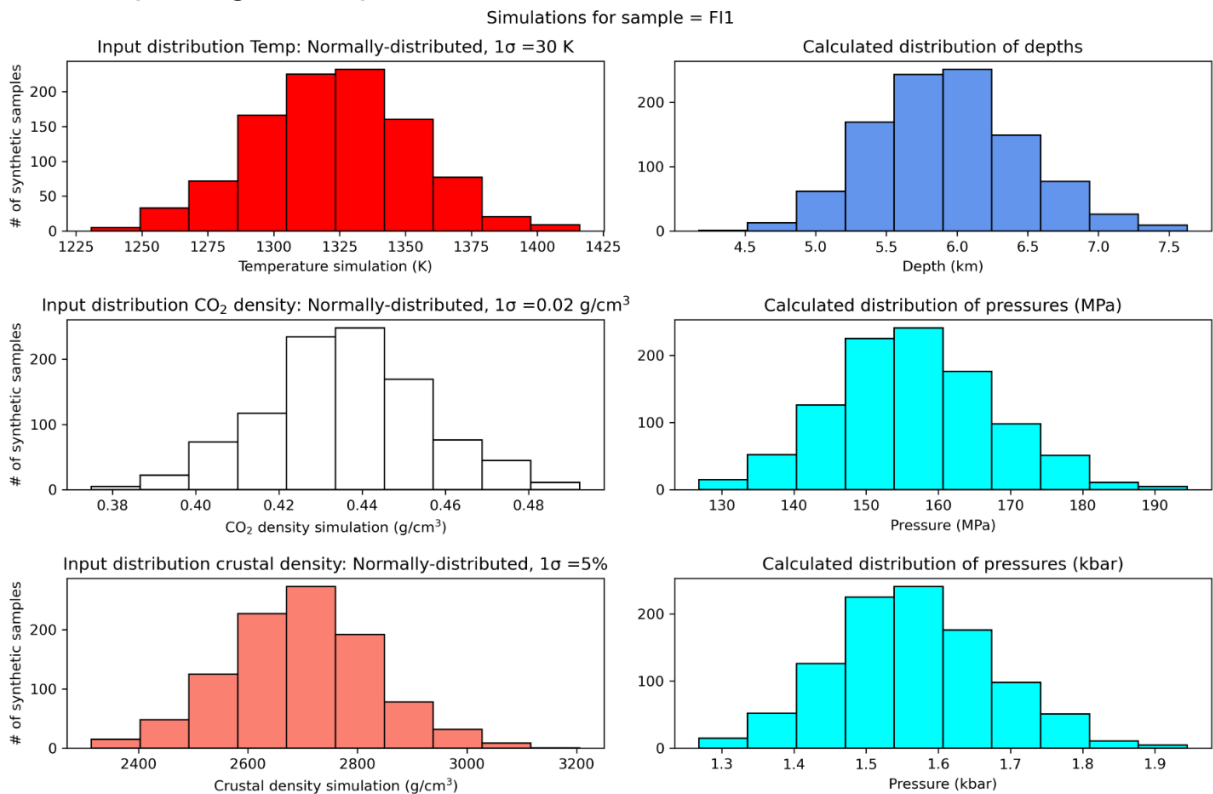 Simulations for sample = FI1
Input distribution Temp: Normally-distributed, 1σ =30 K
# of synthetic samples
200
150
100
50
0
1225 1250 1275 1300 1325 1350 1375 1400 1425
Temperature simulation (K)
Calculated distribution of depths
200
100
0
4.5 5.0 5.5 6.0 6.5 7.0 7.5
Depth (km)
Input distribution CO₂ density: Normally-distributed, 1σ =0.02 g/cm³
# of synthetic samples
200
100
0
0.38 0.40 0.42 0.44 0.46 0.48
CO₂ density simulation (g/cm³)
Calculated distribution of pressures (MPa)
200
100
0
130 140 150 160 170 180 190
Pressure (MPa)
Input distribution crustal density: Normally-distributed, 1σ =5%
# of synthetic samples
200
100
0
2400 2600 2800 3000 3200
Crustal density simulation (g/cm³)
Calculated distribution of pressures (kbar)
200
100
0
1.3 1.4 1.5 1.6 1.7 1.8 1.9
Pressure (kbar)